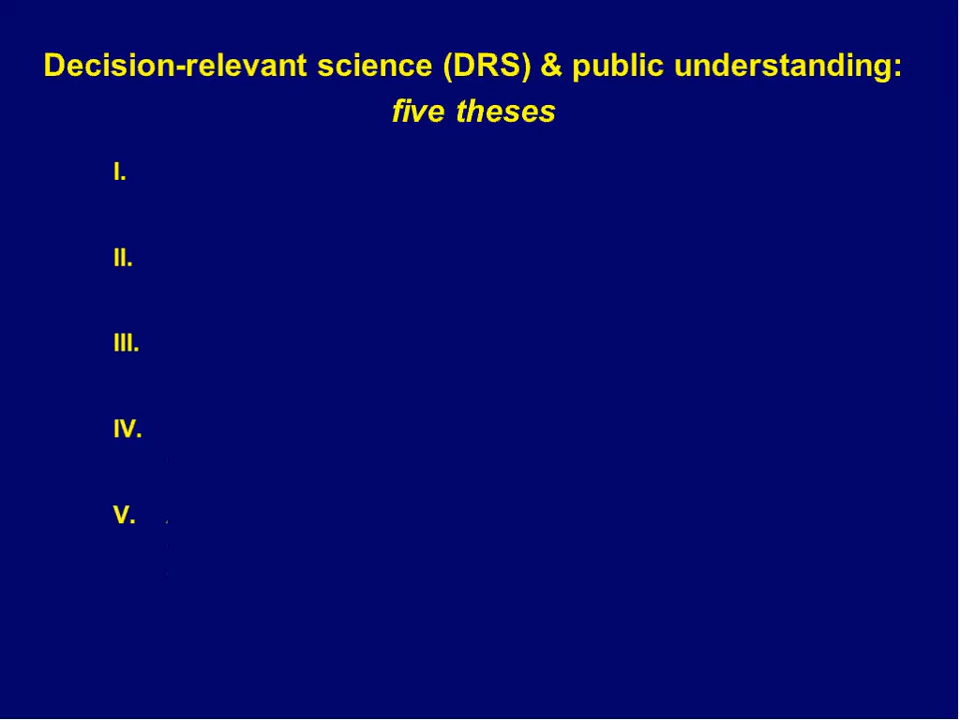 Decision-relevant science (DRS) & public understanding:
five theses
I.
II.
III.
IV.
V.